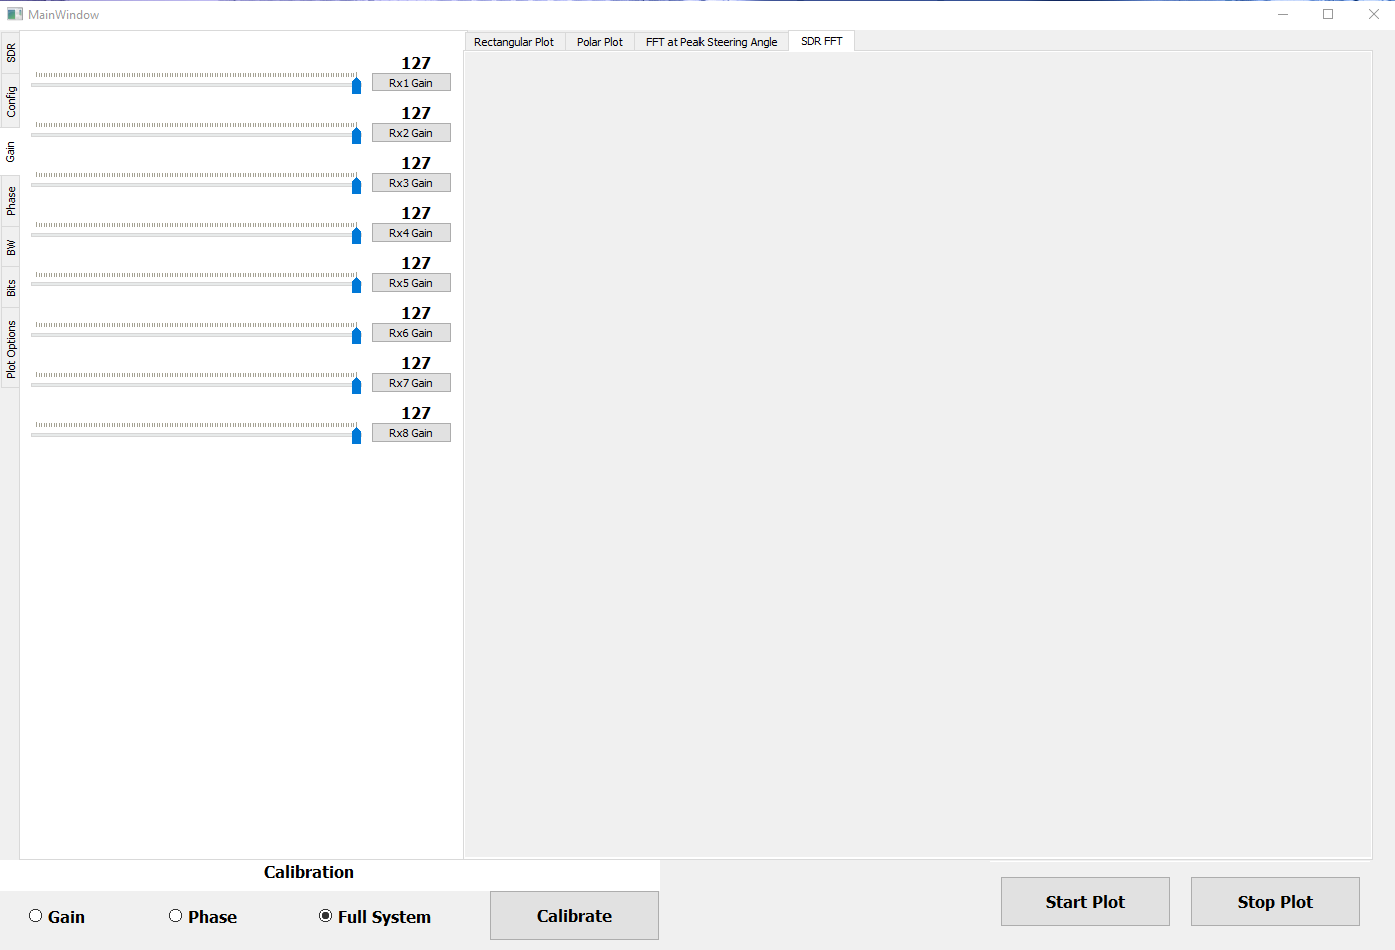 MainWindow
SDR
Config
Gain
Phase
BW
Bits
Plot Options
127
Rx1 Gain
127
Rx2 Gain
127
Rx3 Gain
127
Rx4 Gain
127
Rx5 Gain
127
Rx6 Gain
127
Rx7 Gain
127
Rx8 Gain
Rectangular Plot Polar Plot FFT at Peak Steering Angle SDR FFT
Calibration
Gain Phase Full System Calibrate
Start Plot Stop Plot